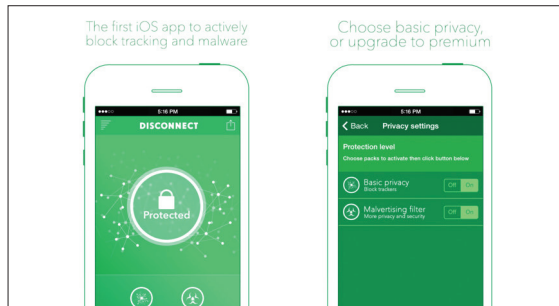 The first iOS app to actively
block tracking and malware
Choose basic privacy,
or upgrade to premium
5:16 PM
DISCONNECT
Protected
5:16 PM
Back
Privacy settings
Protection level
Choose packs to activate then click button below
Basic privacy
Block trackers
Off On
Malvertising filter
More privacy and security
Off On